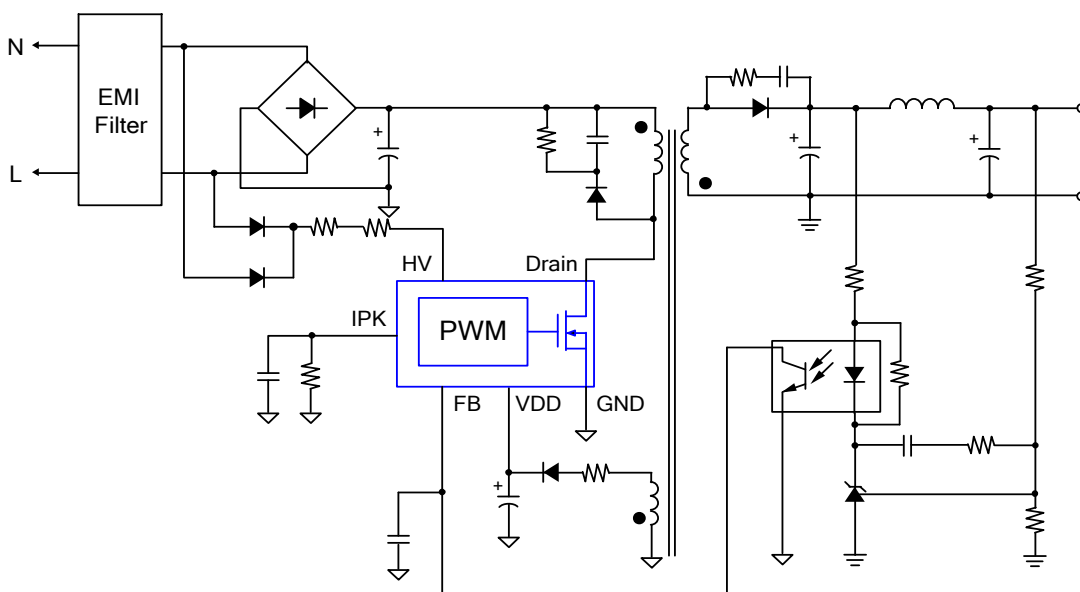 N
EMI
Filter
L
+
+
+
HV
Drain
IPK
PWM
FB
VDD
GND
+